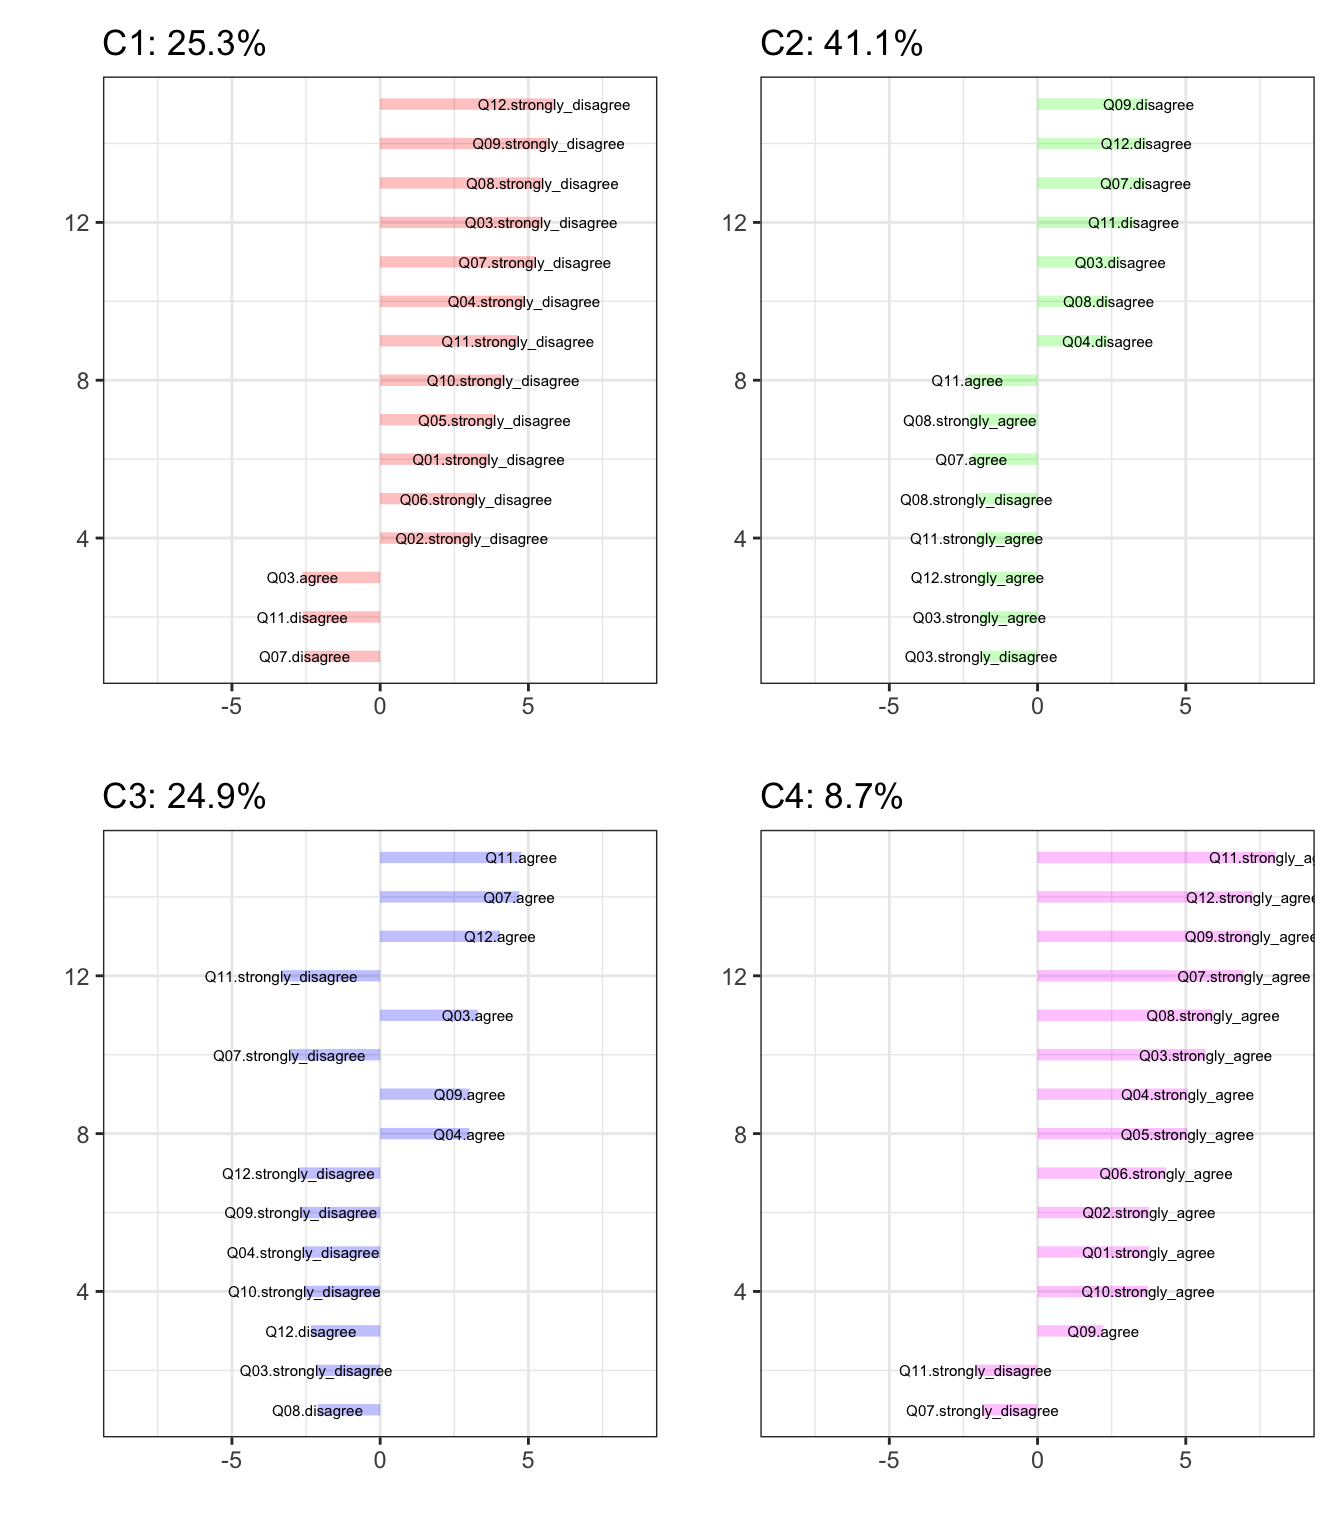 C1: 25.3%
Q12.strongly_disagree
Q09.strongly_disagree
Q08.strongly_disagree
12
Q03.strongly_disagree
Q07.strongly_disagree
Q04.strongly_disagree
Q11.strongly_disagree
8
Q10.strongly_disagree
Q05.strongly_disagree
Q01.strongly_disagree
Q06.strongly_disagree
4
Q02.strongly_disagree
Q03.agree
Q11.disagree
Q07.disagree
-5 0 5
C2: 41.1%
Q09.disagree
Q12.disagree
Q07.disagree
12
Q11.disagree
Q03.disagree
Q08.disagree
Q04.disagree
8
Q11.agree
Q08.strongly_agree
Q07.agree
Q08.strongly_disagree
4
Q11.strongly_agree
Q12.strongly_agree
Q03.strongly_agree
Q03.strongly_disagree
-5 0 5
C3: 24.9%
Q11.agree
Q07.agree
Q12.agree
12
Q11.strongly_disagree
Q03.agree
Q07.strongly_disagree
Q09.agree
8
Q04.agree
Q12.strongly_disagree
Q09.strongly_disagree
Q04.strongly_disagree
4
Q10.strongly_disagree
Q12.disagree
Q03.strongly_disagree
Q08.disagree
-5 0 5
C4: 8.7%
Q11.strongly_ag
Q12.strongly_agree
Q09.strongly_agree
12
Q07.strongly_agree
Q08.strongly_agree
Q03.strongly_agree
Q04.strongly_agree
8
Q05.strongly_agree
Q06.strongly_agree
Q02.strongly_agree
Q01.strongly_agree
4
Q10.strongly_agree
Q09.agree
Q11.strongly_disagree
Q07.strongly_disagree
-5 0 5